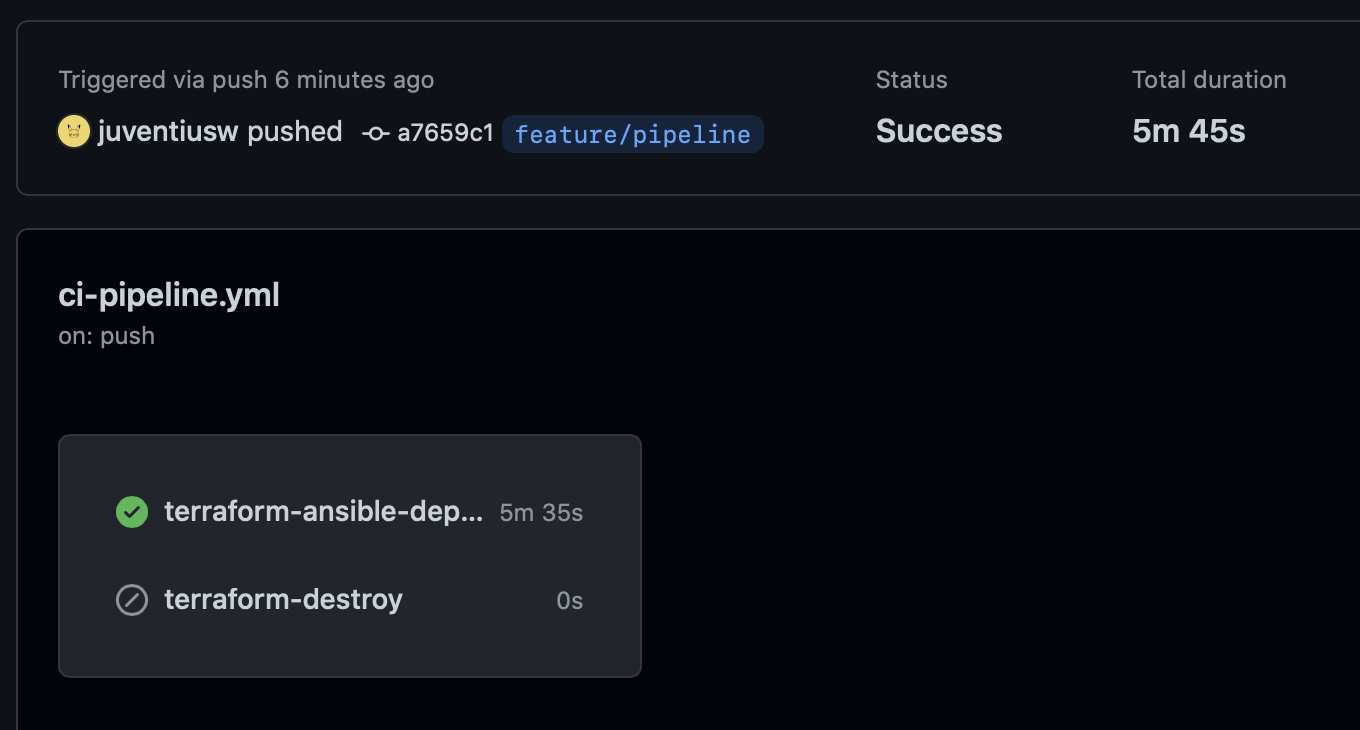 Triggered via push 6 minutes ago
Status
Total duration
juventiusw pushed a7659c1 feature/pipeline
Success
5m 45s
ci-pipeline.yml
on: push
terraform-ansible-dep... 5m 35s
terraform-destroy 0s